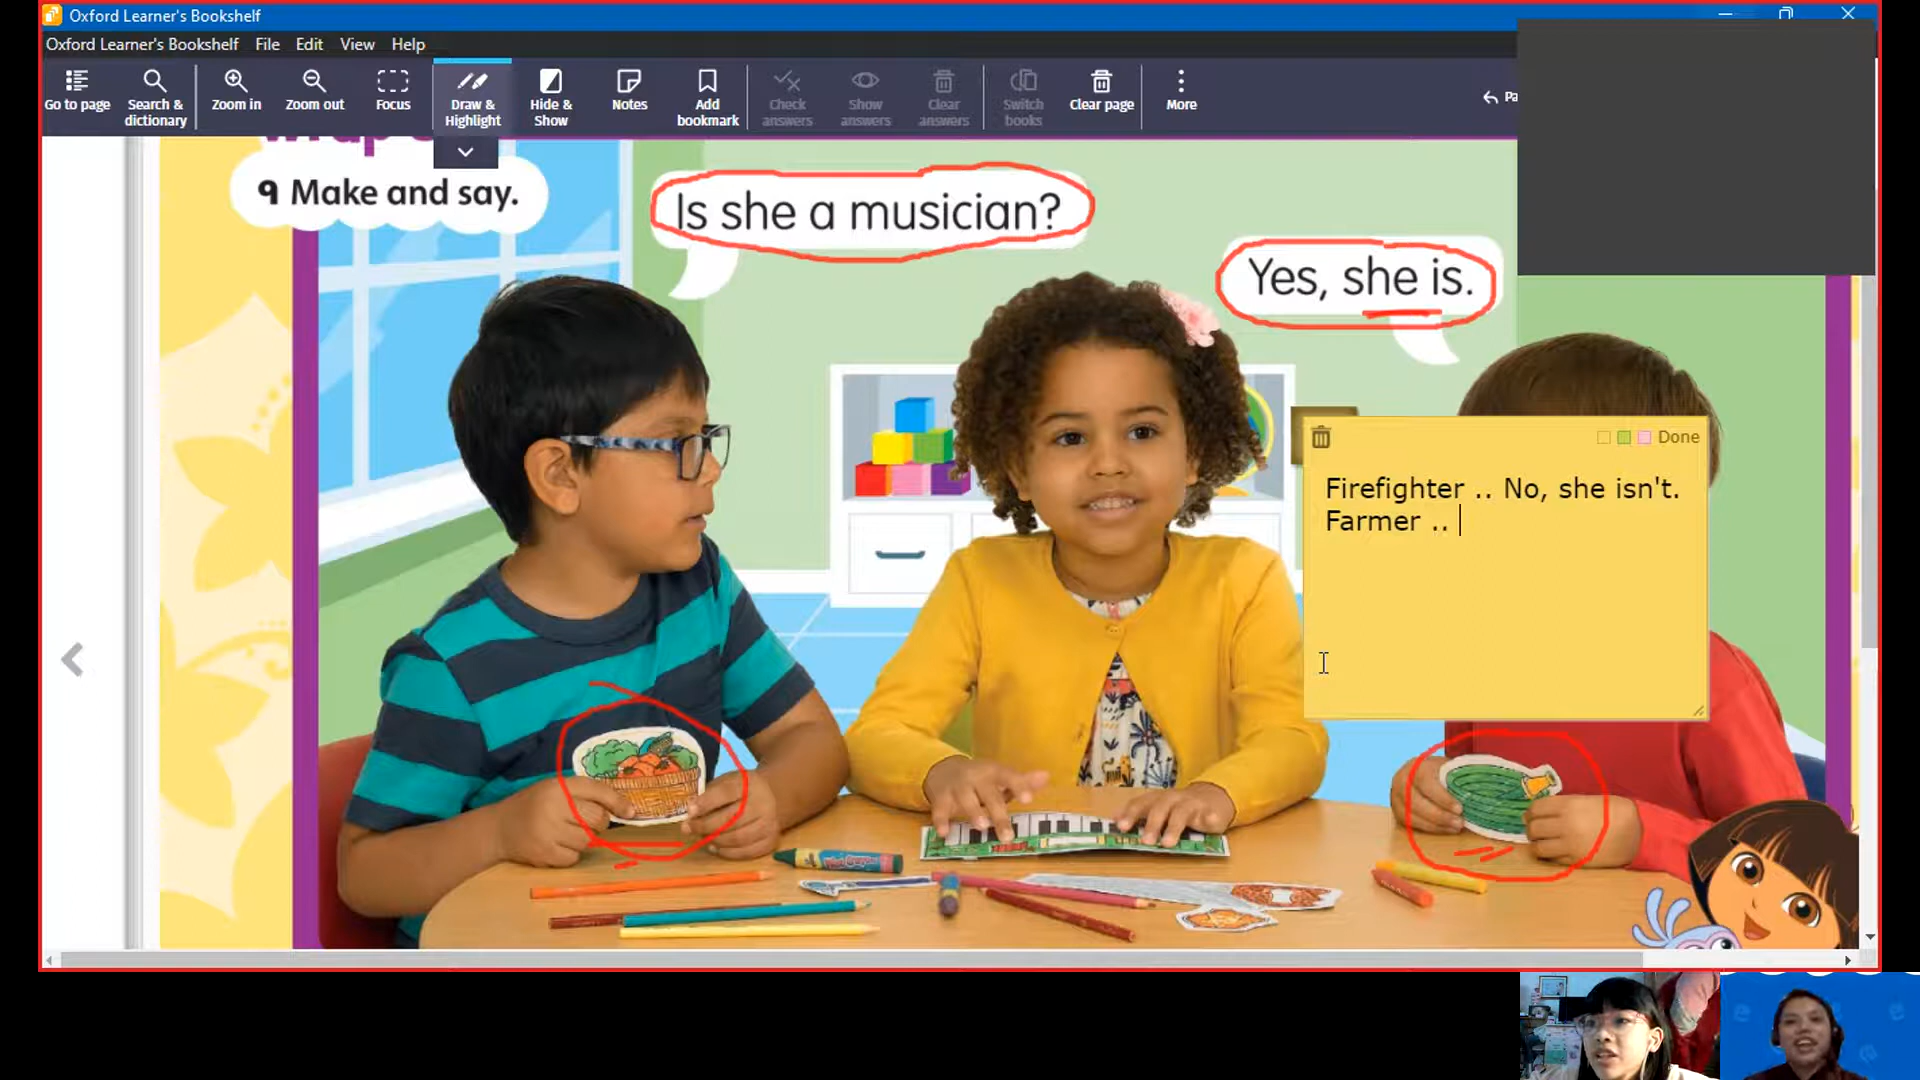 Oxford Learner's Bookshelf
Oxford Learner's Bookshelf File Edit View Help
Go to page
Search & dictionary
Zoom in
Zoom out
Focus
Draw & Highlight
Hide & Show
Notes
Add bookmark
Check answers
Show answers
Clear answers
Switch books
Clear page
More
9 Make and say.
Is she a musician?
Yes, she is.
Done
Firefighter .. No, she isn't.
Farmer ..